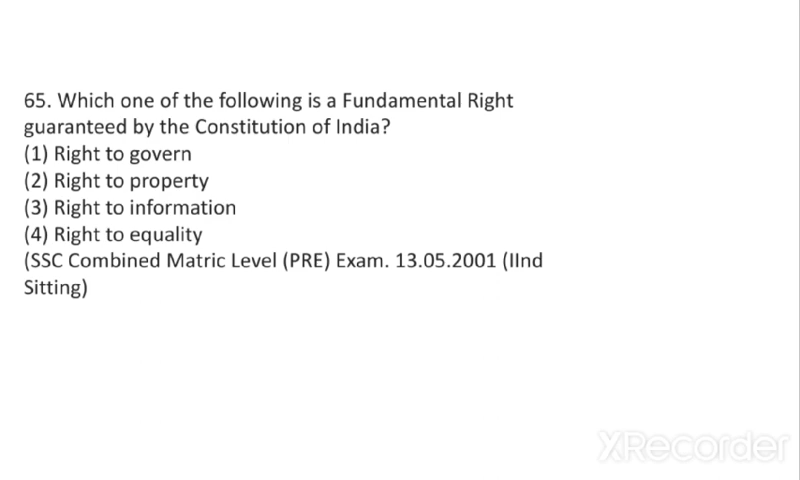 65. Which one of the following is a Fundamental Right
guaranteed by the Constitution of India?
(1) Right to govern
(2) Right to property
(3) Right to information
(4) Right to equality
(SSC Combined Matric Level (PRE) Exam. 13.05.2001 (IInd
Sitting)
XRecorder